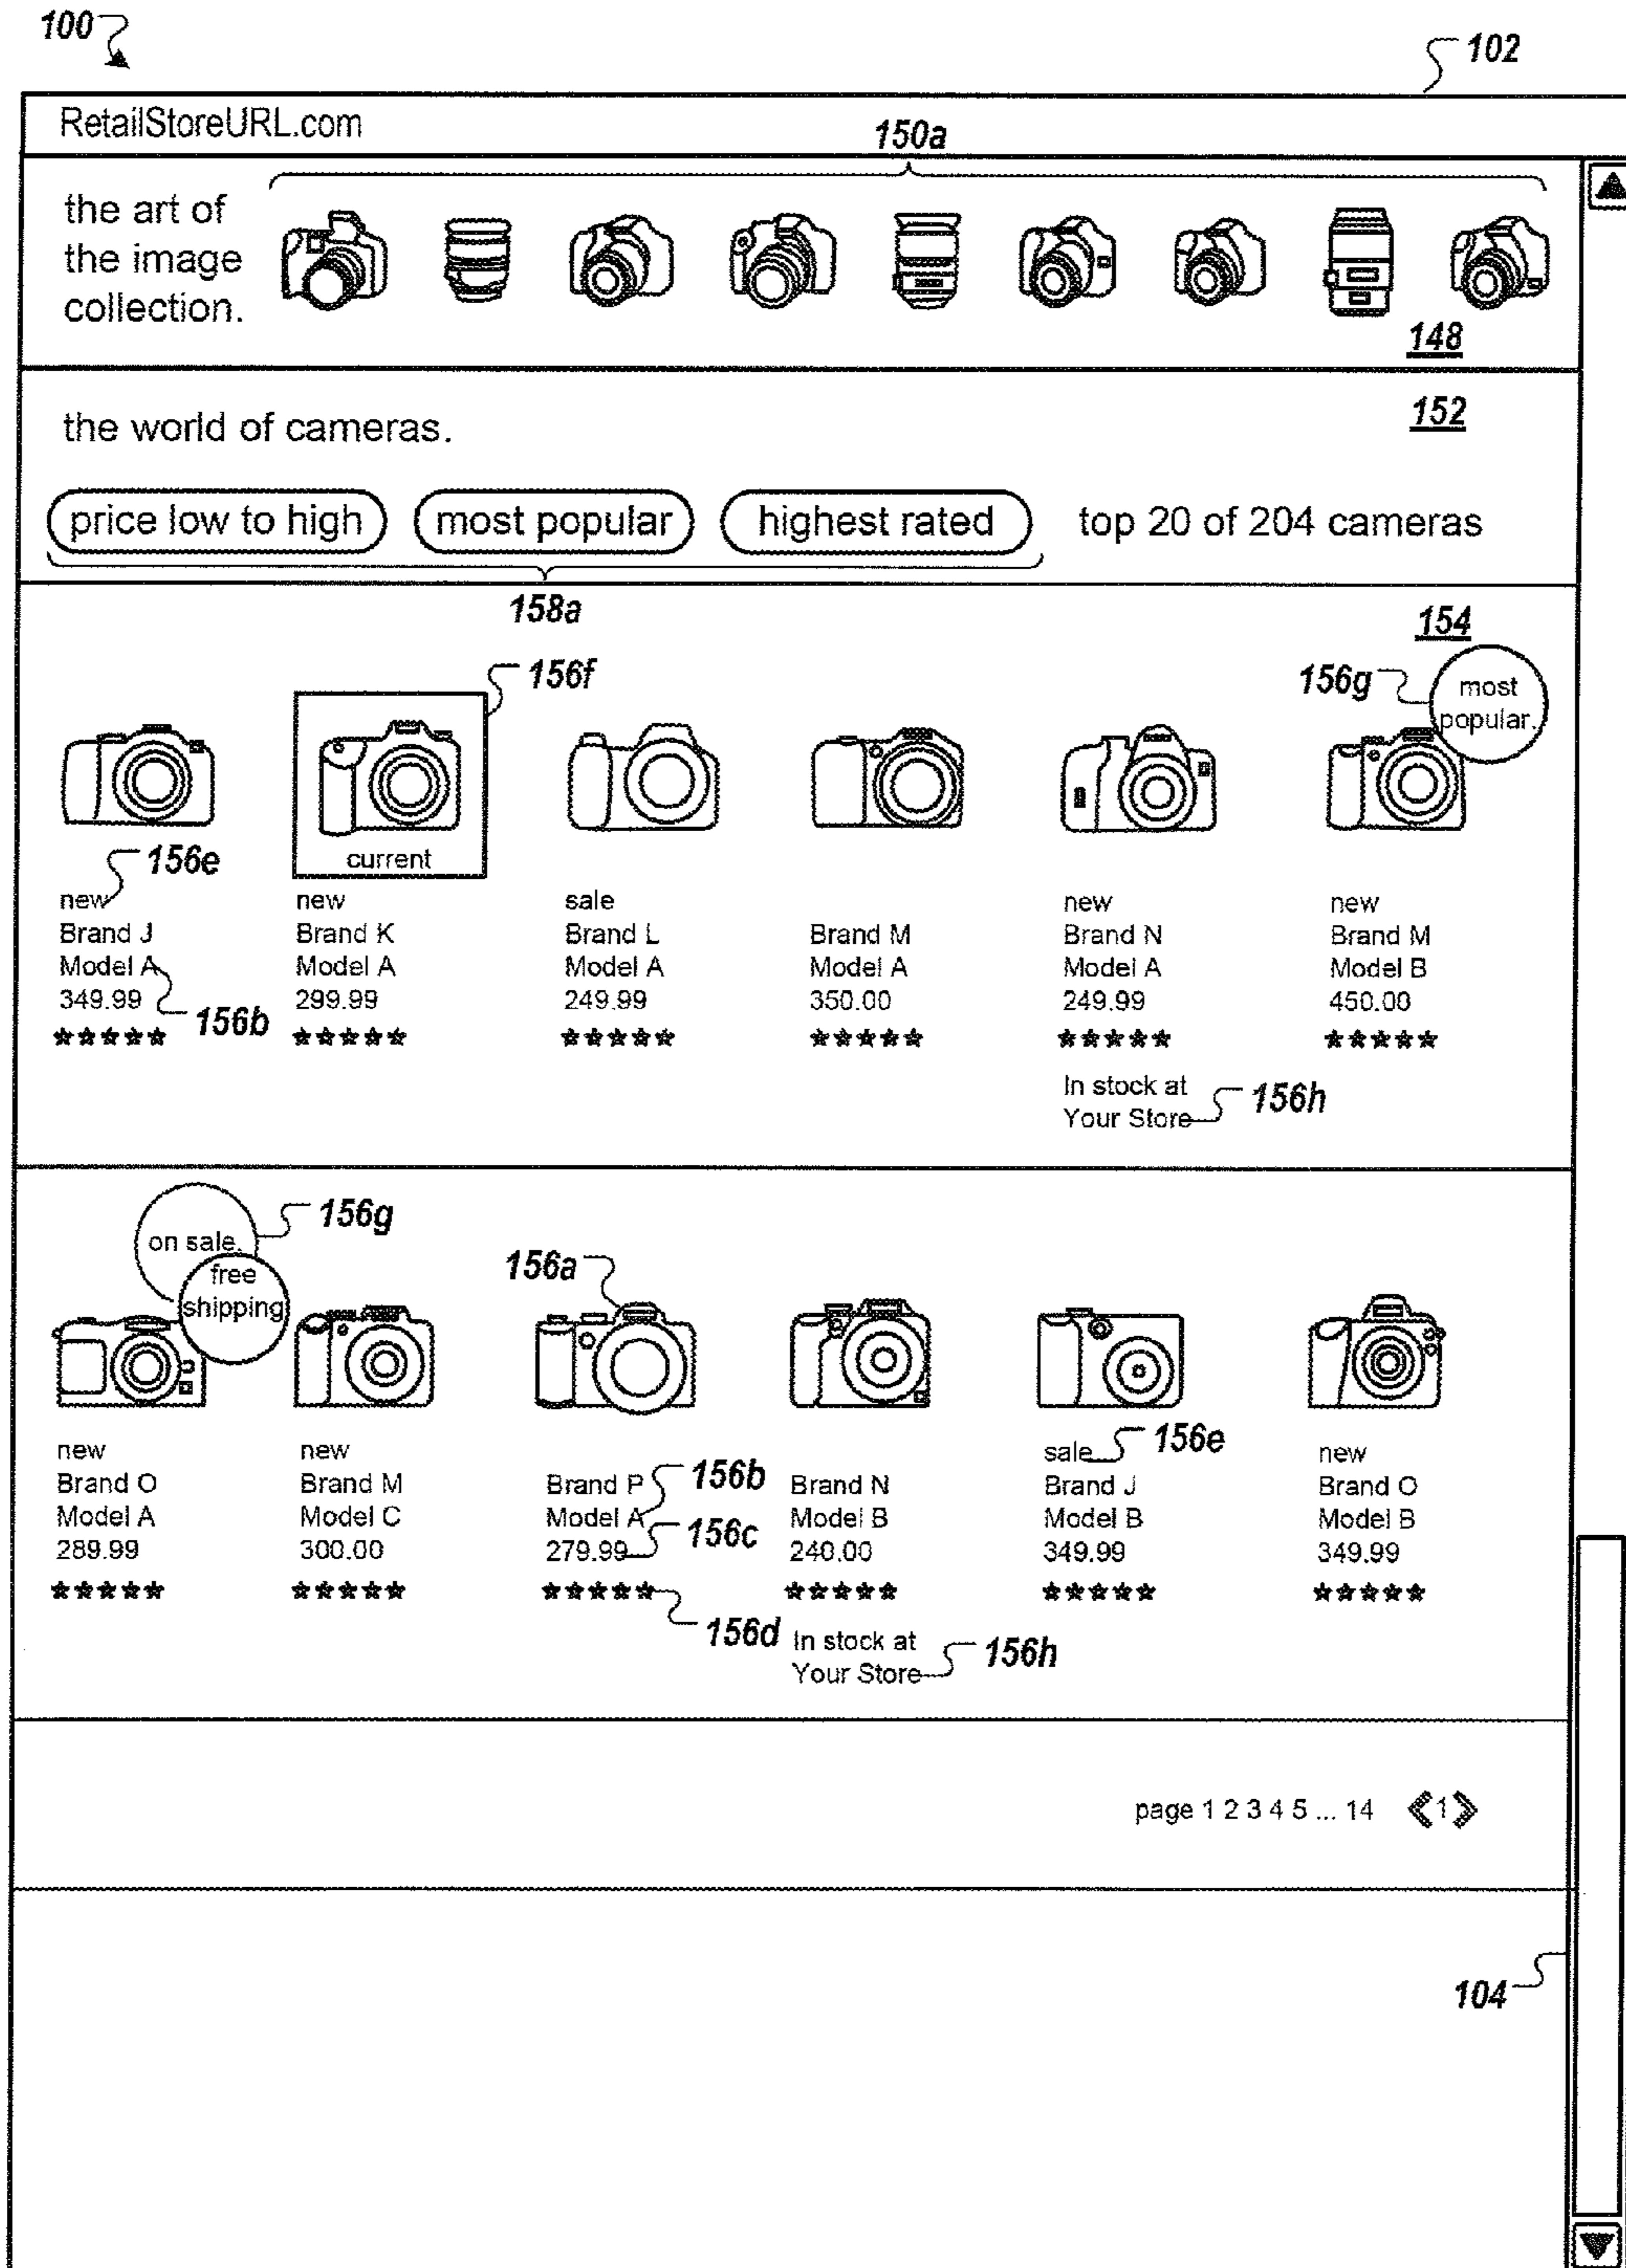 100
102
RetailStoreURL.com
150a
the art of
the image
collection.
148
the world of cameras.
152
price low to high most popular highest rated top 20 of 204 cameras
158a
154
156f
156g
most
popular.
current
156e
new new sale new new
Brand J Brand K Brand L Brand M Brand N Brand M
Model A Model A Model A Model A Model A Model B
349.99 299.99 249.99 350.00 249.99 450.00
156b
★★★★★ ★★★★★ ★★★★★ ★★★★★ ★★★★★ ★★★★★
In stock at
Your Store
156h
on sale.
156g
free
shipping
156a
new new sale new
156e
Brand O Brand M Brand P Brand N Brand J Brand O
156b
Model A Model C Model A Model B Model B Model B
156c
289.99 300.00 279.99 240.00 349.99 349.99
★★★★★ ★★★★★ ★★★★★ ★★★★★ ★★★★★ ★★★★★
156d
In stock at
Your Store
156h
page 1 2 3 4 5 ... 14 《1》
104